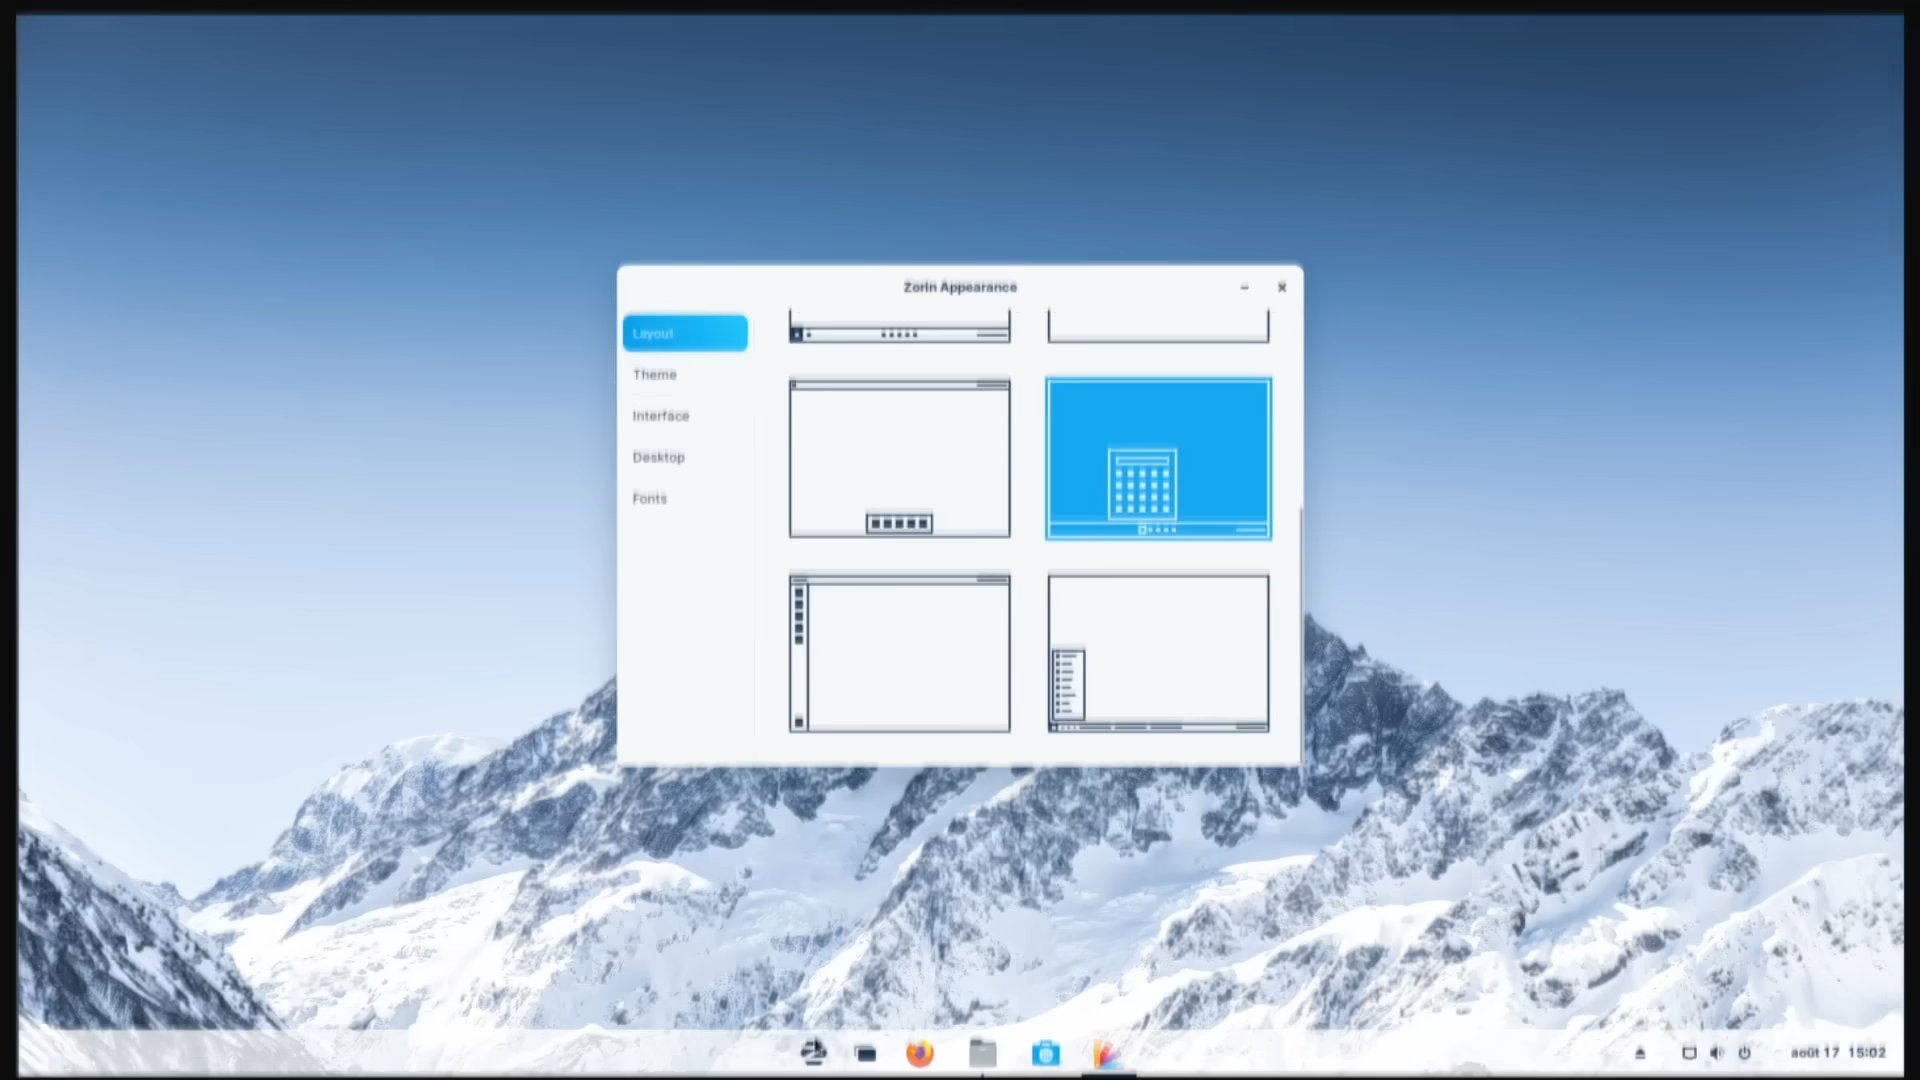 Zorin Appearance
Layout
Theme
Interface
Desktop
Fonts
août 17 15:02